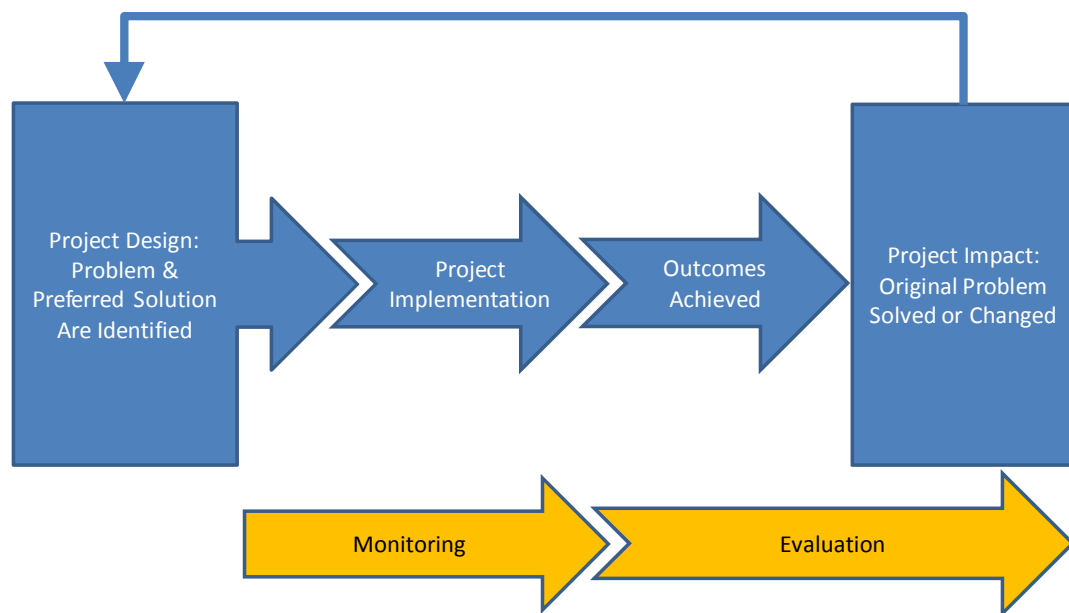 Project Design:
Problem &
Preferred Solution
Are Identified
Project
Implementation
Outcomes
Achieved
Project Impact:
Original Problem
Solved or Changed
Monitoring
Evaluation